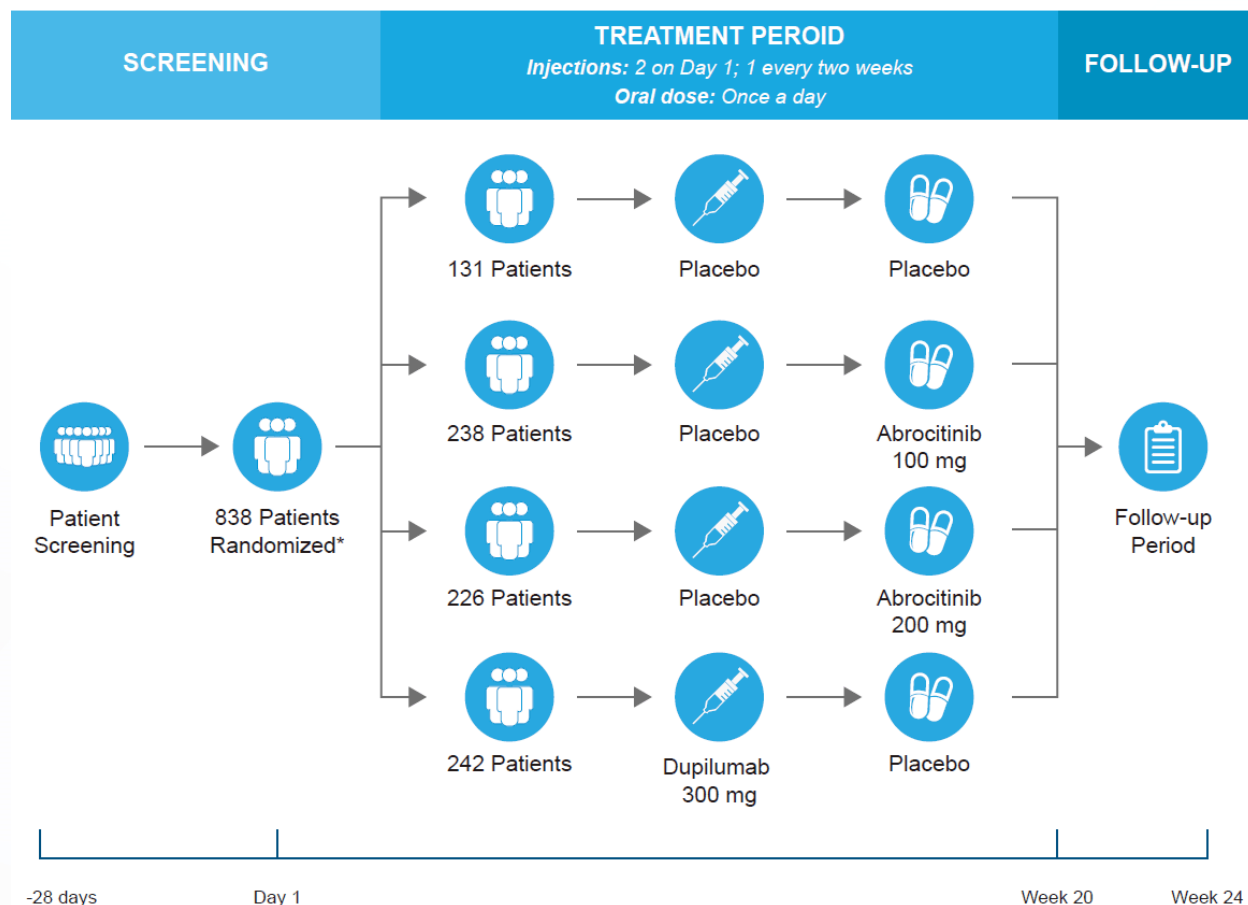 SCREENING
TREATMENT PEROID
Injections: 2 on Day 1; 1 every two weeks
Oral dose: Once a day
FOLLOW-UP
131 Patients
Placebo
Placebo
238 Patients
Placebo
Abrocitinib
100 mg
Patient
Screening
838 Patients
Randomized*
Follow-up
Period
226 Patients
Placebo
Abrocitinib
200 mg
242 Patients
Dupilumab
300 mg
Placebo
-28 days
Day 1
Week 20
Week 24